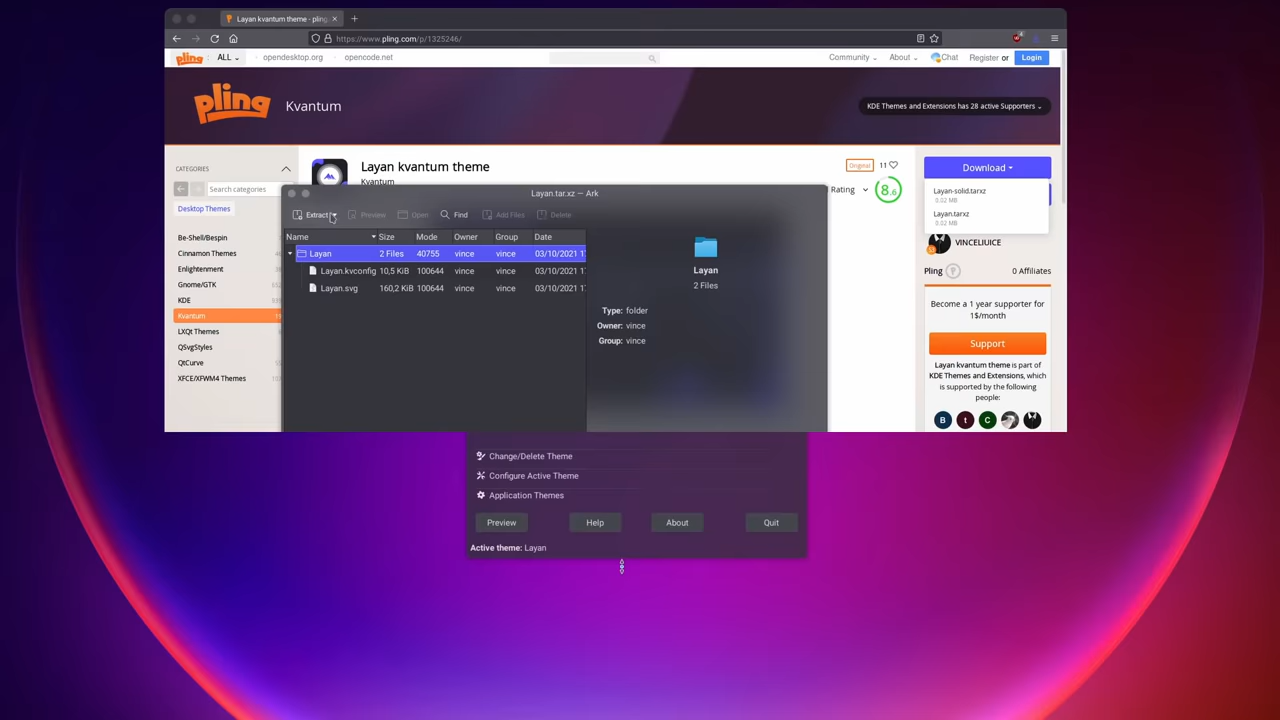 Layan kvantum theme - pling.
https://www.pling.com/p/1325246/
4
pling
ALL
opendesktop.org
opencode.net
Community
About
Chat
Register or
Login
pling
Kvantum
KDE Themes and Extensions has 28 active Supporters
CATEGORIES
Search categories
Desktop Themes
Be-Shell/Bespin
Cinnamon Themes
Enlightenment
Gnome/GTK
KDE
Kvantum
LXQt Themes
QSvgStyles
QtCurve
XFCE/XFWM4 Themes
Layan kvantum theme
Kvantum
Original
11
Rating
8.6
Download
Layan-solid.tarxz
0.02 MB
Layan.tarxz
0.02 MB
VINCELIUICE
Pling
?
0 Affiliates
Become a 1 year supporter for
1$/month
Support
Layan kvantum theme is part of
KDE Themes and Extensions, which
is supported by the following
people:
B
t
C
Layan.tar.xz — Ark
Extract
Preview
Open
Find
Add Files
Delete
Name Size Mode Owner Group Date
Layan 2 Files 40755 vince vince 03/10/2021 1
Layan.kvconfig 10,5 KiB 100644 vince vince 03/10/2021 1
Layan.svg 160,2 KiB 100644 vince vince 03/10/2021 1
Layan
2 Files
Type: folder
Owner: vince
Group: vince
Change/Delete Theme
Configure Active Theme
Application Themes
Preview
Help
About
Quit
Active theme: Layan